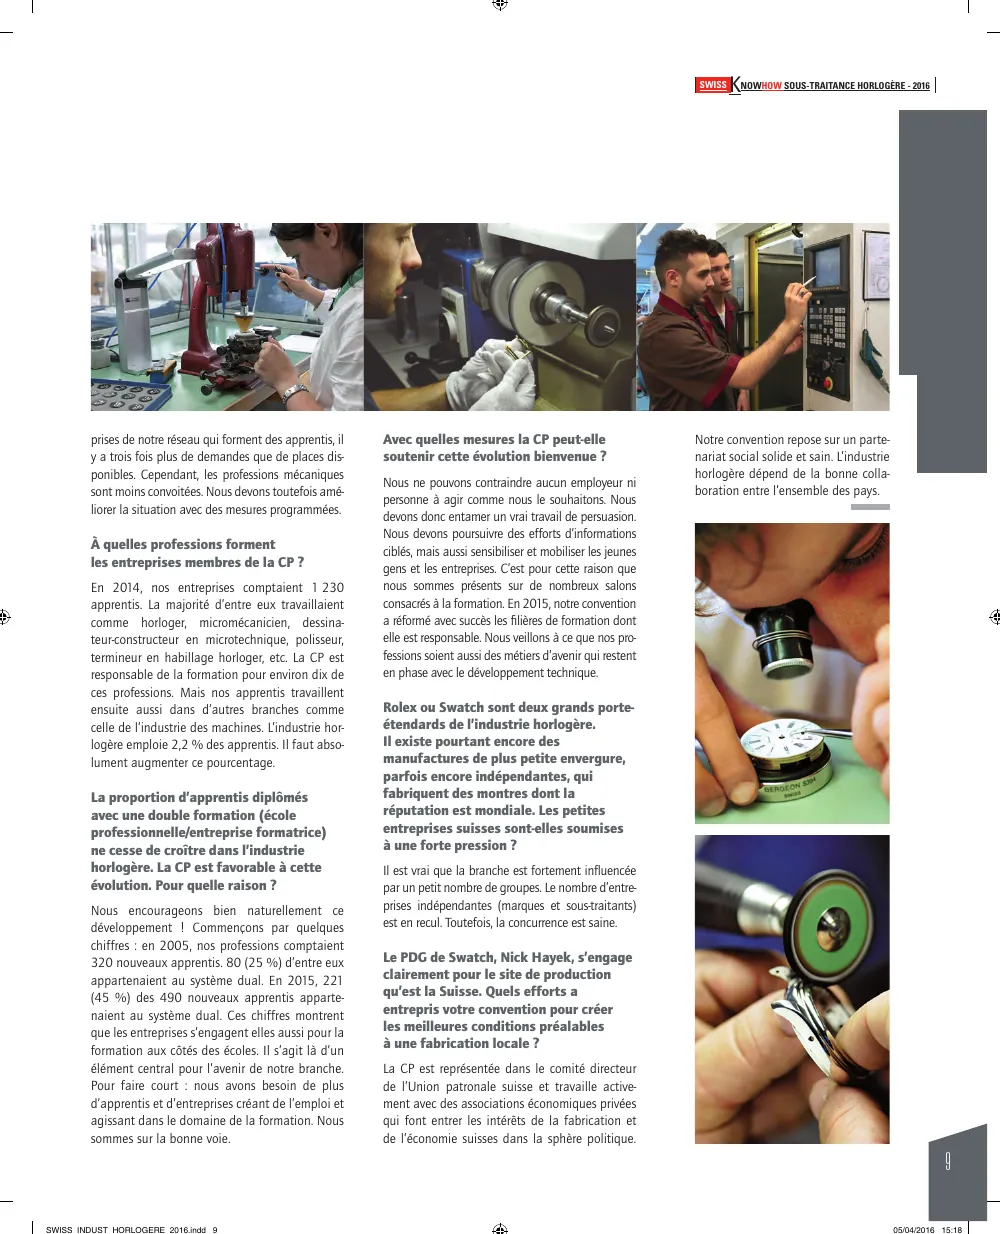 SWISS KNOWHOW SOUS-TRAITANCE HORLOGÈRE - 2016
prises de notre réseau qui forment des apprentis, il
y a trois fois plus de demandes que de places dis-
ponibles. Cependant, les professions mécaniques
sont moins convoitées. Nous devons toutefois amé-
liorer la situation avec des mesures programmées.
À quelles professions forment
les entreprises membres de la CP ?
En 2014, nos entreprises comptaient 1 230
apprentis. La majorité d’entre eux travaillaient
comme horloger, micromécanicien, dessina-
teur-constructeur en microtechnique, polisseur,
termineur en habillage horloger, etc. La CP est
responsable de la formation pour environ dix de
ces professions. Mais nos apprentis travaillent
ensuite aussi dans d’autres branches comme
celle de l’industrie des machines. L’industrie hor-
logère emploie 2,2 % des apprentis. Il faut abso-
lument augmenter ce pourcentage.
La proportion d’apprentis diplômés
avec une double formation (école
professionnelle/entreprise formatrice)
ne cesse de croître dans l’industrie
horlogère. La CP est favorable à cette
évolution. Pour quelle raison ?
Nous encourageons bien naturellement ce
développement ! Commençons par quelques
chiffres : en 2005, nos professions comptaient
320 nouveaux apprentis. 80 (25 %) d’entre eux
appartenaient au système dual. En 2015, 221
(45 %) des 490 nouveaux apprentis apparte-
naient au système dual. Ces chiffres montrent
que les entreprises s’engagent elles aussi pour la
formation aux côtés des écoles. Il s’agit là d’un
élément central pour l’avenir de notre branche.
Pour faire court : nous avons besoin de plus
d’apprentis et d’entreprises créant de l’emploi et
agissant dans le domaine de la formation. Nous
sommes sur la bonne voie.
Avec quelles mesures la CP peut-elle
soutenir cette évolution bienvenue ?
Nous ne pouvons contraindre aucun employeur ni
personne à agir comme nous le souhaitons. Nous
devons donc entamer un vrai travail de persuasion.
Nous devons poursuivre des efforts d’informations
ciblés, mais aussi sensibiliser et mobiliser les jeunes
gens et les entreprises. C’est pour cette raison que
nous sommes présents sur de nombreux salons
consacrés à la formation. En 2015, notre convention
a réformé avec succès les filières de formation dont
elle est responsable. Nous veillons à ce que nos pro-
fessions soient aussi des métiers d’avenir qui restent
en phase avec le développement technique.
Rolex ou Swatch sont deux grands porte-
étendards de l’industrie horlogère.
Il existe pourtant encore des
manufactures de plus petite envergure,
parfois encore indépendantes, qui
fabriquent des montres dont la
réputation est mondiale. Les petites
entreprises suisses sont-elles soumises
à une forte pression ?
Il est vrai que la branche est fortement influencée
par un petit nombre de groupes. Le nombre d’entre-
prises indépendantes (marques et sous-traitants)
est en recul. Toutefois, la concurrence est saine.
Le PDG de Swatch, Nick Hayek, s’engage
clairement pour le site de production
qu’est la Suisse. Quels efforts a
entrepris votre convention pour créer
les meilleures conditions préalables
à une fabrication locale ?
La CP est représentée dans le comité directeur
de l’Union patronale suisse et travaille active-
ment avec des associations économiques privées
qui font entrer les intérêts de la fabrication et
de l’économie suisses dans la sphère politique.
Notre convention repose sur un parte-
nariat social solide et sain. L’industrie
horlogère dépend de la bonne colla-
boration entre l’ensemble des pays.
BERGEON 5394
SWISS
9
SWISS INDUST HORLOGERE 2016.indd 9
05/04/2016 15:18